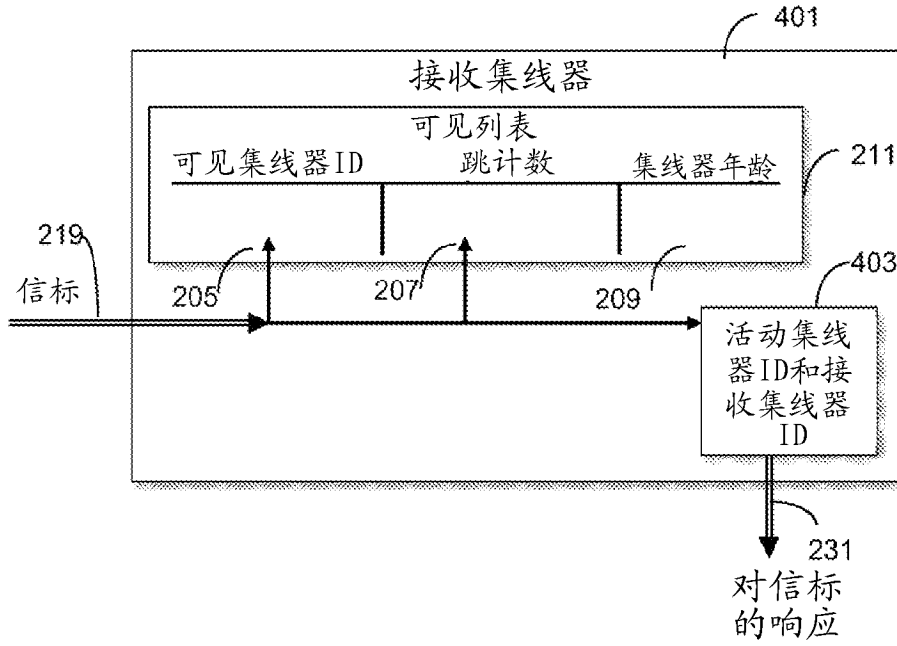 401
接收集线器
可见列表
可见集线器ID
跳计数
集线器年龄
211
219
信标
205
207
209
403
活动集线
器ID和接
收集线器
ID
231
对信标
的响应